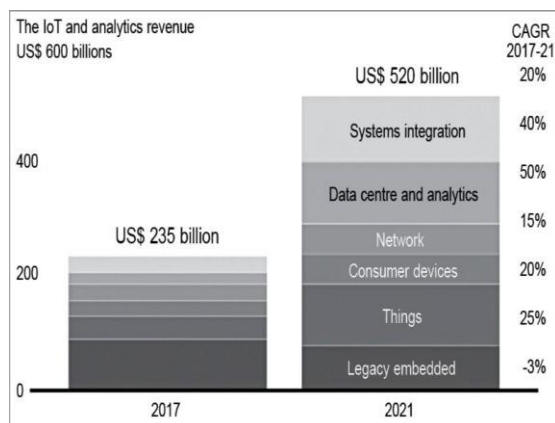 The IoT and analytics revenue
US$ 600 billions
CAGR
2017-21
US$ 520 billion
20%
Systems integration
40%
400
50%
Data centre and analytics
15%
US$ 235 billion
Network
200
Consumer devices
20%
Things
25%
Legacy embedded
-3%
0
2017
2021